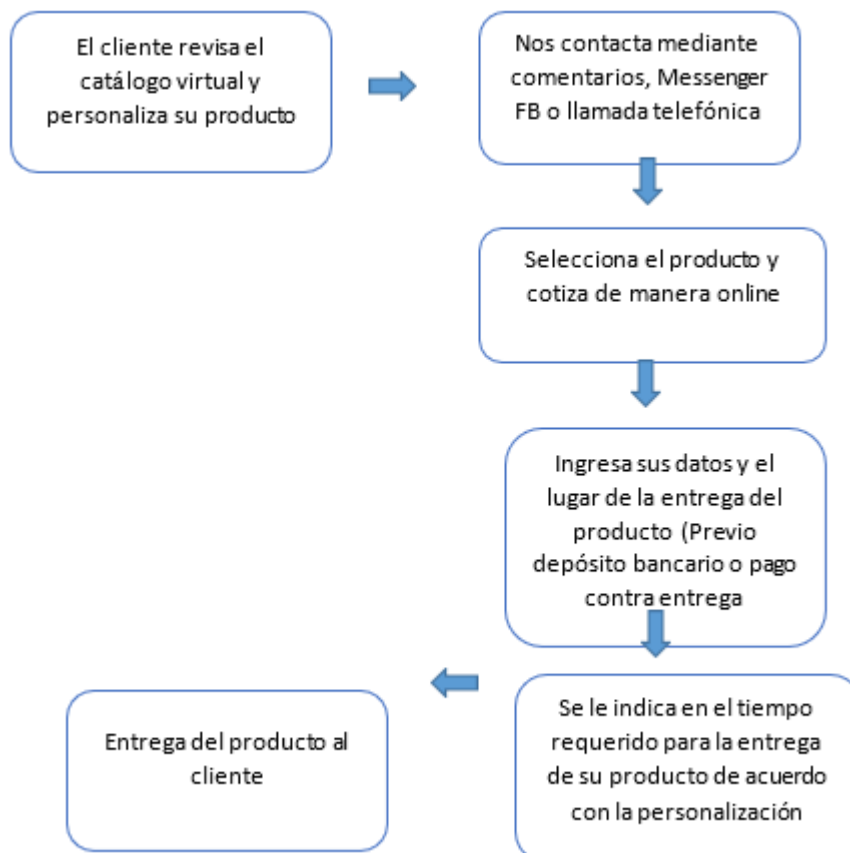 El cliente revisa el
catálogo virtual y
personaliza su producto
Nos contacta mediante
comentarios, Messenger
FB o llamada telefónica
Selecciona el producto y
cotiza de manera online
Ingresa sus datos y el
lugar de la entrega del
producto (Previo
depósito bancario o pago
contra entrega
Se le indica en el tiempo
requerido para la entrega
de su producto de acuerdo
con la personalización
Entrega del producto al
cliente